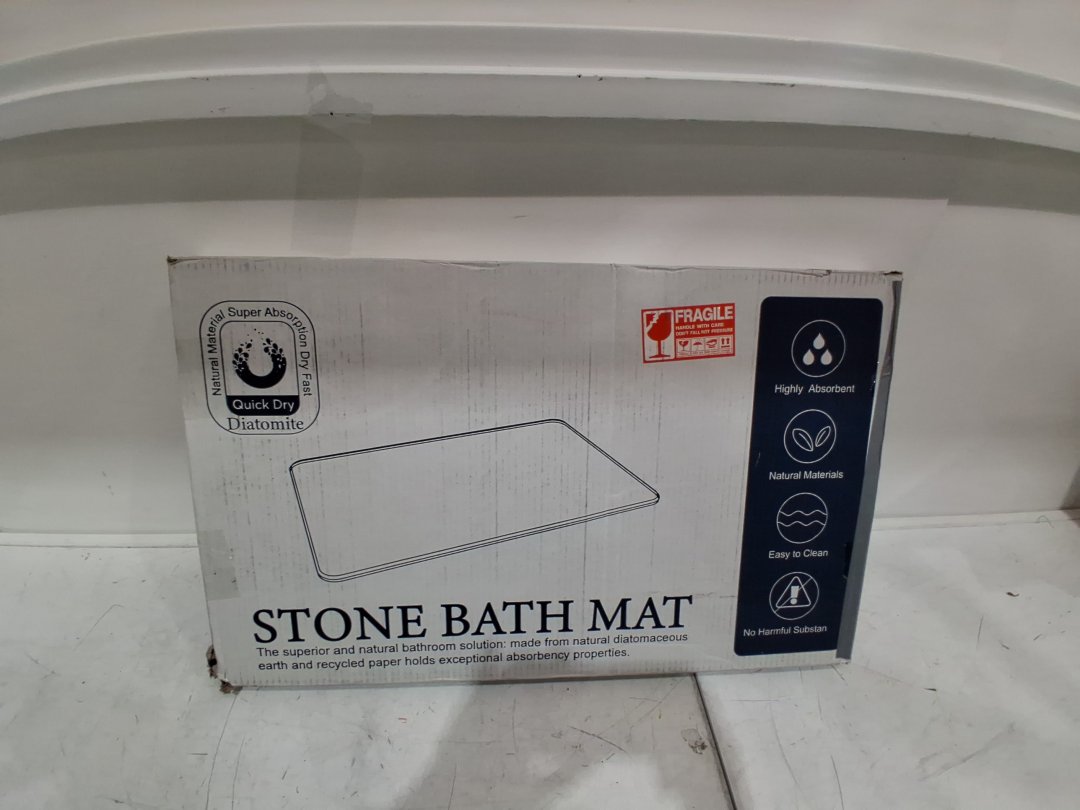 Natural Material Super Absorption Dry Fast
Quick Dry
Diatomite
FRAGILE
HANDLE WITH CARE
Highly Absorbent
Natural Materials
Easy to Clean
No Harmful Substan
STONE BATH MAT
The superior and natural bathroom solution: made from natural diatomaceous
earth and recycled paper holds exceptional absorbency properties.